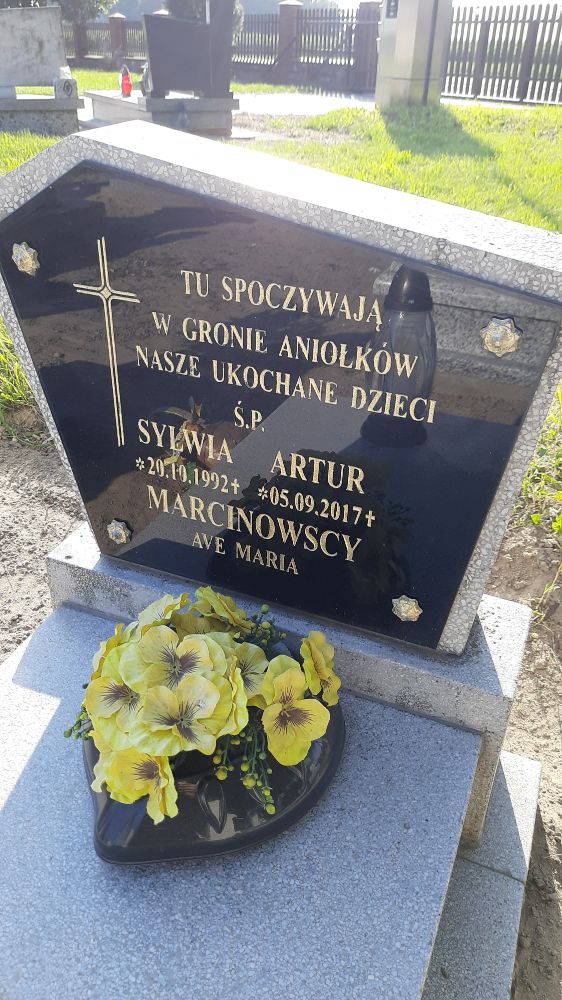 TU SPOCZYWAJĄ
W GRONIE ANIOŁKÓW
NASZE UKOCHANE DZIECI
Ś.P.
SYLWIA ARTUR
*20.10.1992✝ *05.09.2017✝
MARCINOWSCY
AVE MARIA